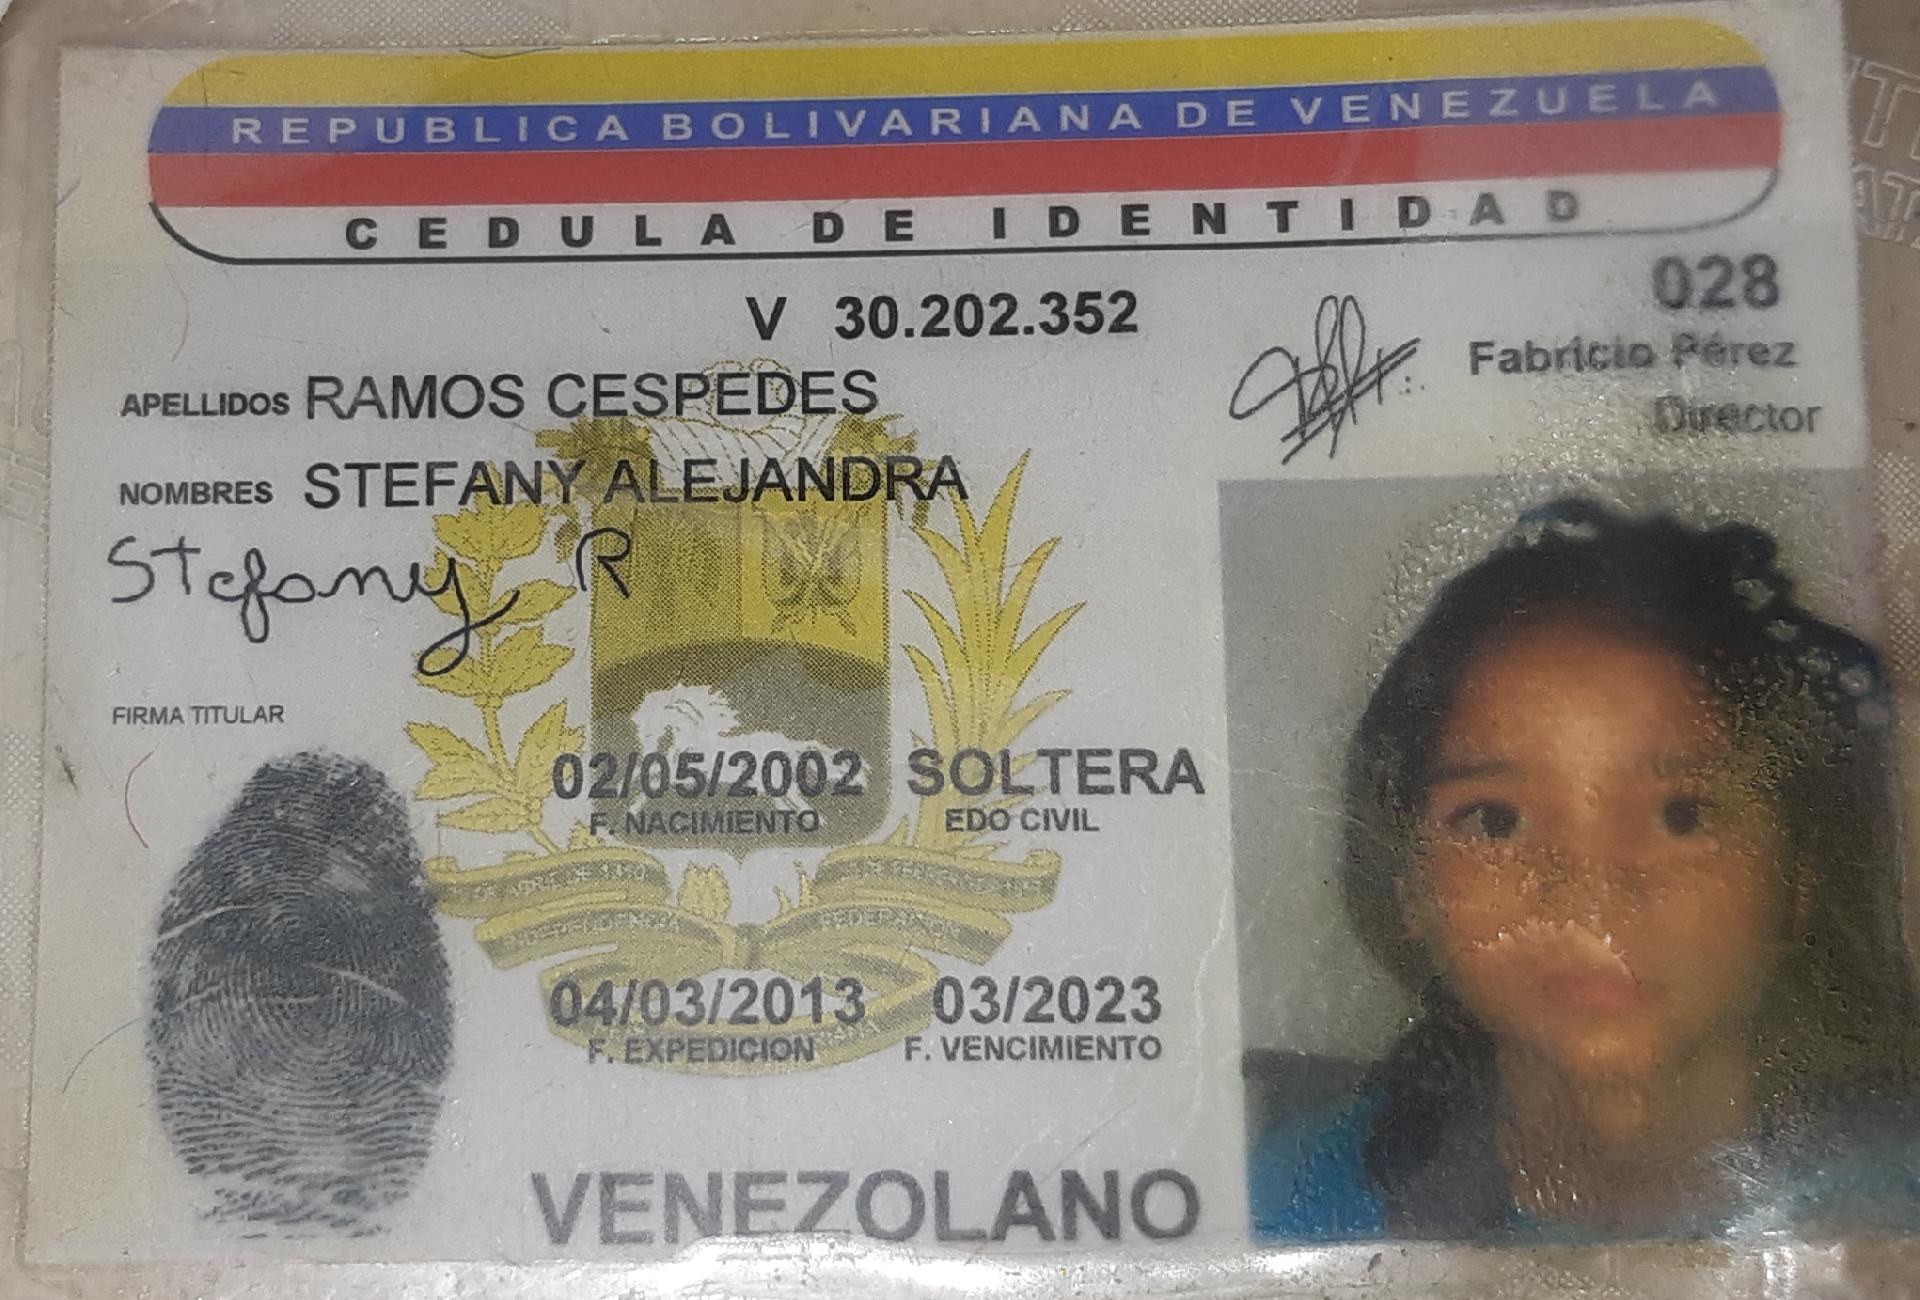 REPUBLICA BOLIVARIANA DE VENEZUELA
CEDULA DE IDENTIDAD
V 30.202.352
028
Fabricio Pérez
Director
APELLIDOS RAMOS CESPEDES
NOMBRES STEFANY ALEJANDRA
Stefany R
FIRMA TITULAR
02/05/2002 SOLTERA
F. NACIMIENTO EDO CIVIL
INDEPENDENCIA FEDERACION
04/03/2013 03/2023
F. EXPEDICION F. VENCIMIENTO
VENEZOLANO